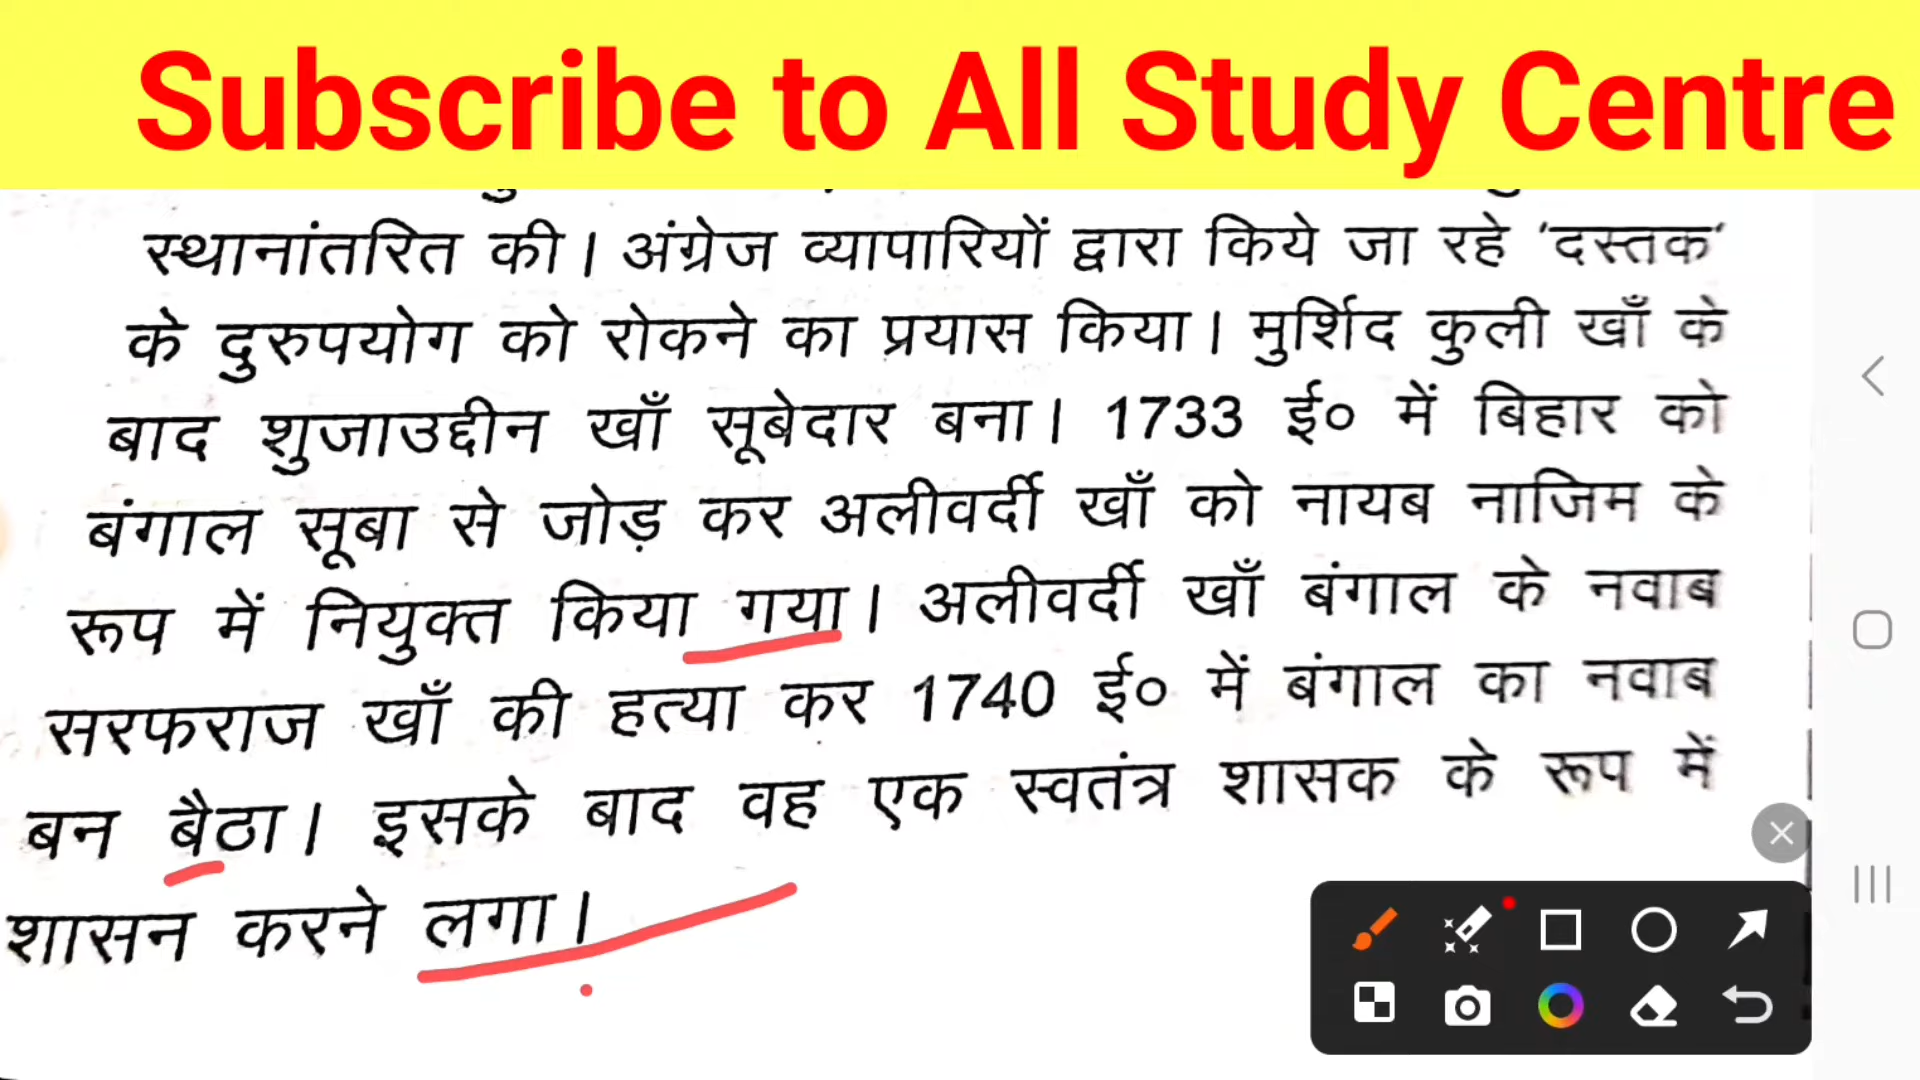 Subscribe to All Study Centre
स्थानांतरित की। अंग्रेज व्यापारियों द्वारा किये जा रहे 'दस्तक'
के दुरुपयोग को रोकने का प्रयास किया। मुर्शिद कुली खाँ के
बाद शुजाउद्दीन खाँ सूबेदार बना। 1733 ई० में बिहार को
बंगाल सूबा से जोड़ कर अलीवर्दी खाँ को नायब नाजिम के
रूप में नियुक्त किया गया। अलीवर्दी खाँ बंगाल के नवाब
सरफराज खाँ की हत्या कर 1740 ई० में बंगाल का नवाब
बन बैठा। इसके बाद वह एक स्वतंत्र शासक के रूप में
शासन करने लगा।